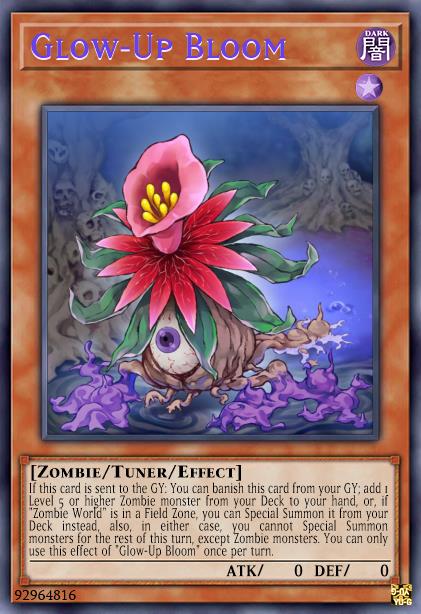 Glow-Up Bloom
DARK
闇
[Zombie/Tuner/Effect]
If this card is sent to the GY: You can banish this card from your GY; add 1
Level 5 or higher Zombie monster from your Deck to your hand, or, if
"Zombie World" is in a Field Zone, you can Special Summon it from your
Deck instead, also, in either case, you cannot Special Summon
monsters for the rest of this turn, except Zombie monsters. You can only
use this effect of "Glow-Up Bloom" once per turn.
ATK/ 0 DEF/ 0
92964816